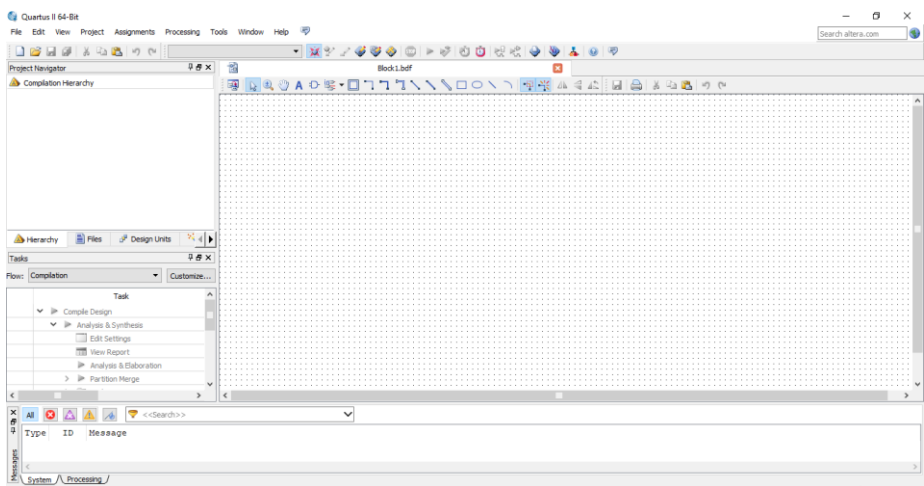 Quartus II 64-Bit
File Edit View Project Assignments Processing Tools Window Help
Search altera.com
Project Navigator
Block1.bdf
Compilation Hierarchy
A
Hierarchy Files Design Units
Tasks
Flow: Compilation Customize...
Task
Compile Design
Analysis & Synthesis
Edit Settings
View Report
Analysis & Elaboration
Partition Merge
All <<Search>>
Type ID Message
Messages
System Processing